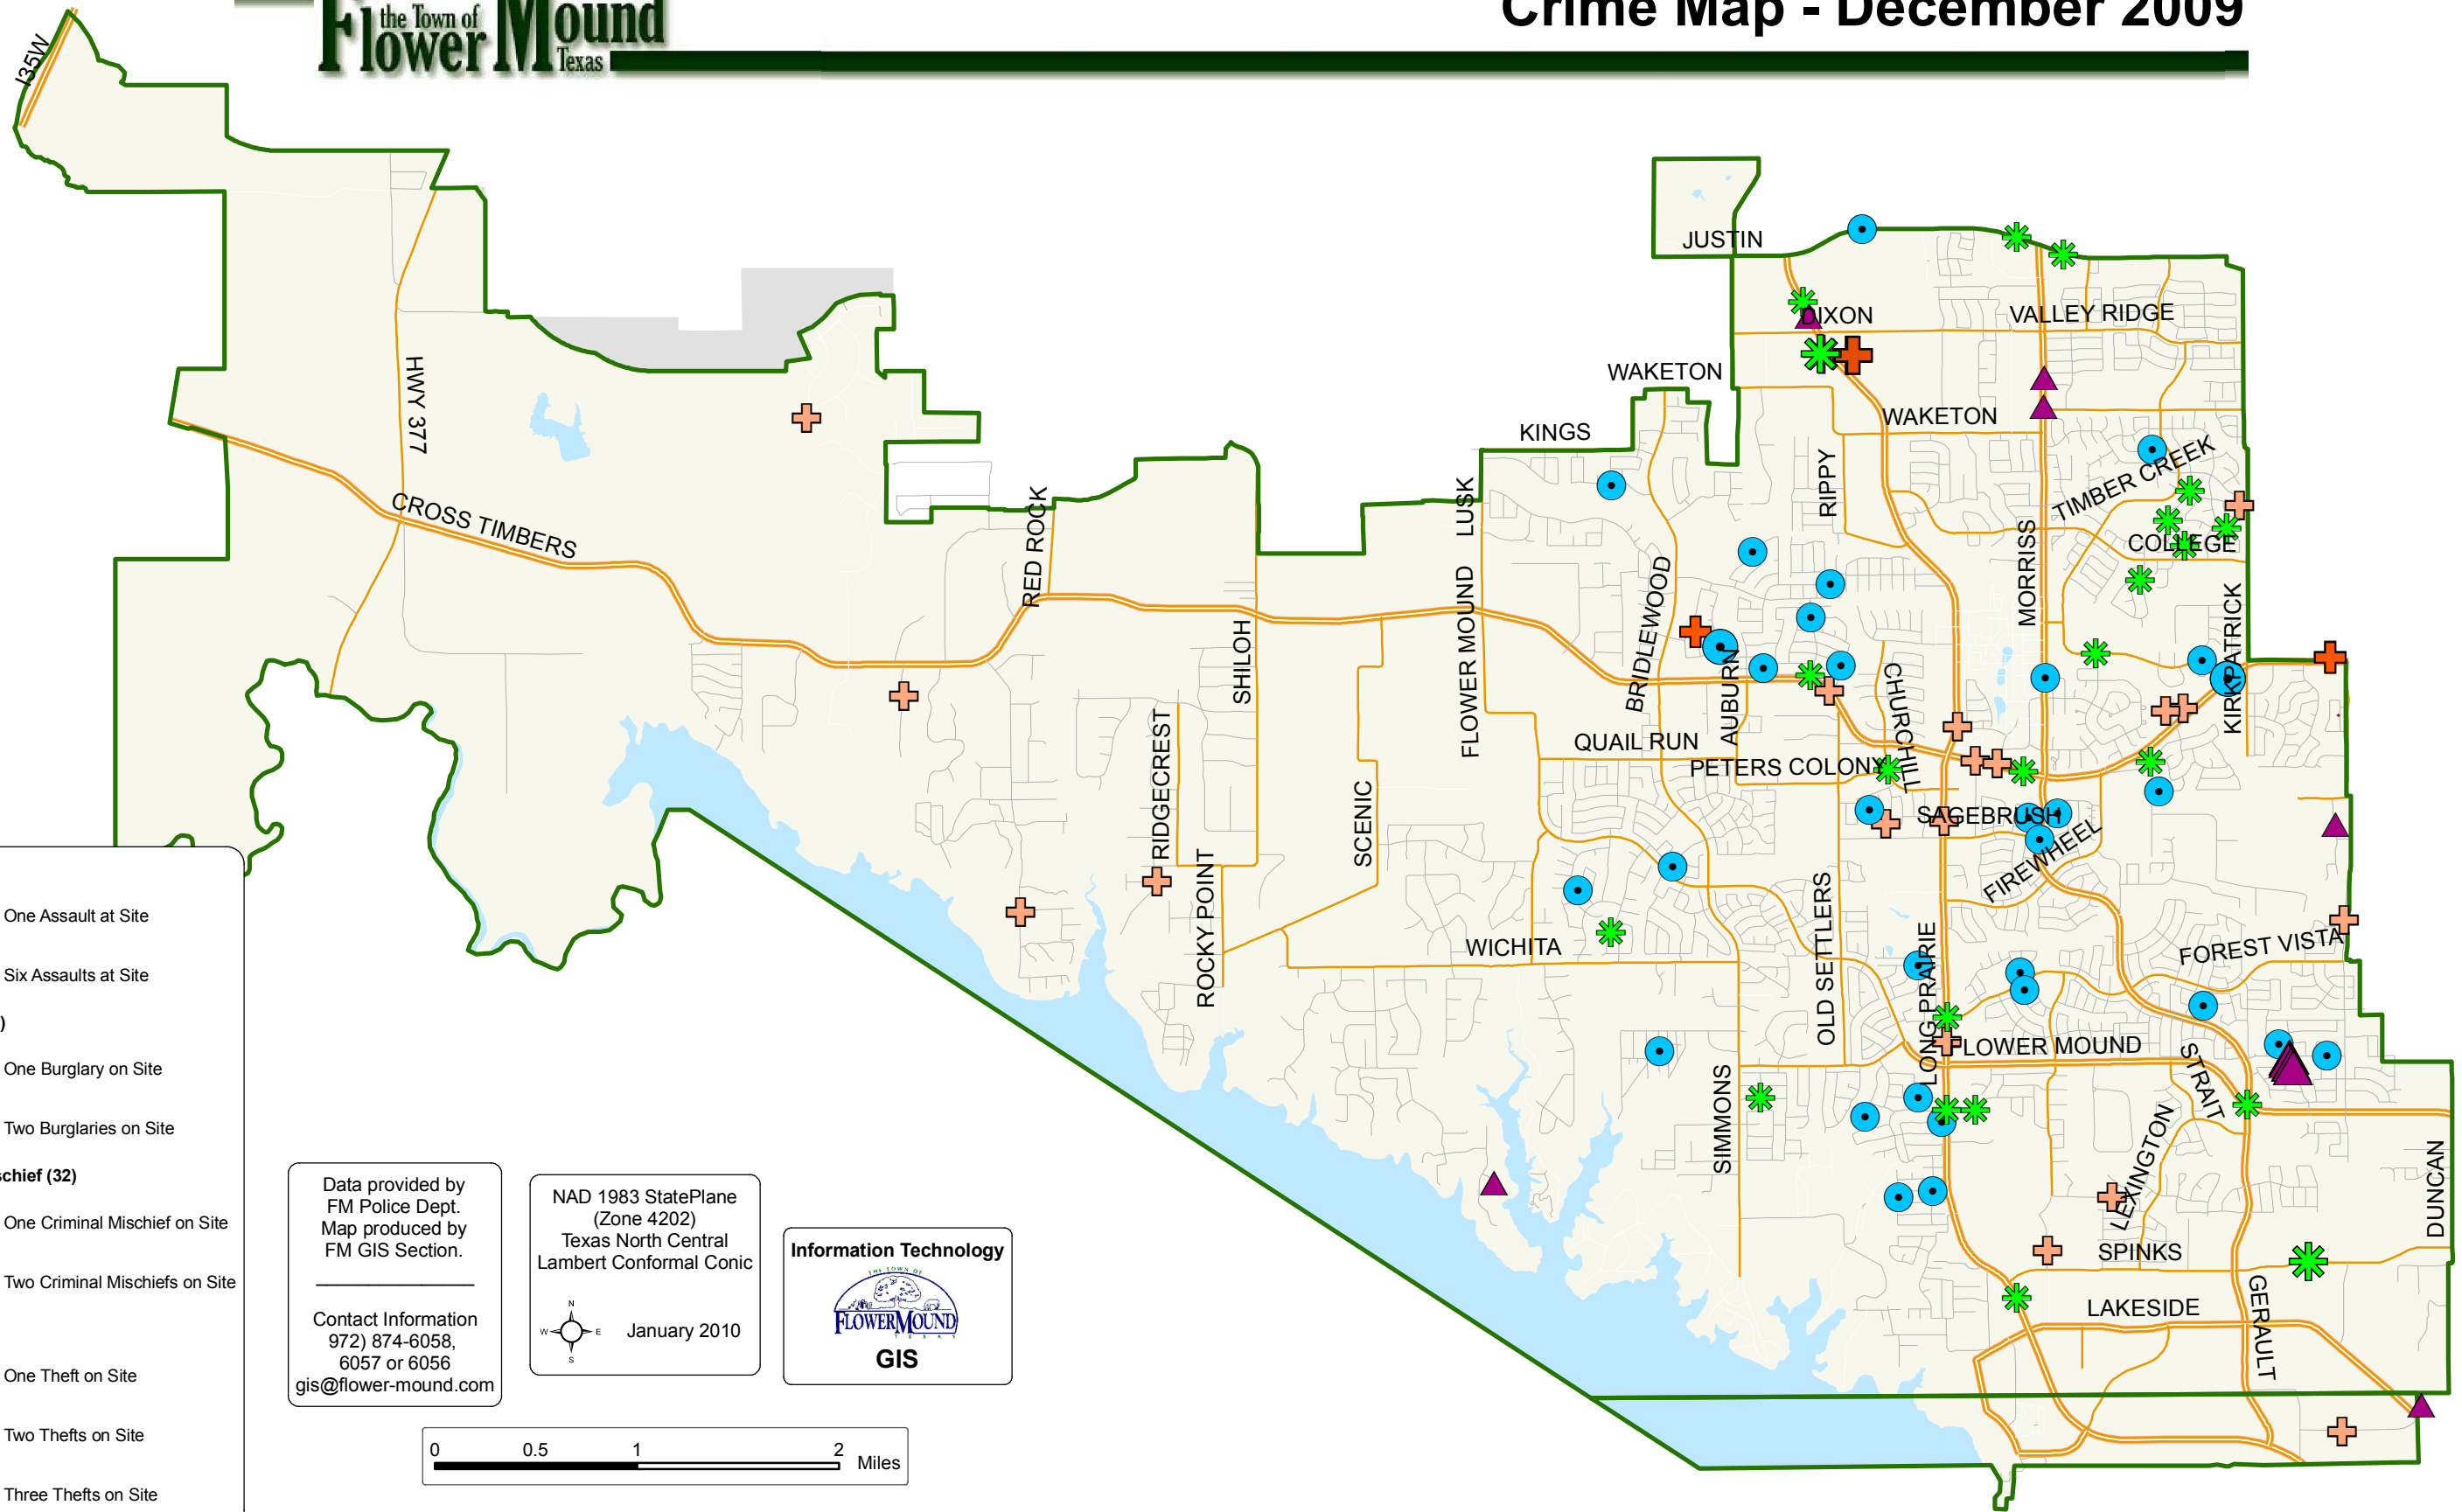 the Town of
Flower Mound
Texas
Crime Map - December 2009
I35W
JUSTIN
DIXON
VALLEY RIDGE
HWY 377
WAKETON
WAKETON
KINGS
TIMBER CREEK
CROSS TIMBERS
RED ROCK
LUSK
RIPPY
MORRISS
COLLEGE
SHILOH
FLOWER MOUND
BRIDLEWOOD
AUBURN
CHURCHILL
KIRKPATRICK
RIDGECREST
QUAIL RUN
PETERS COLONY
SCENIC
SAGEBRUSH
FIREWHEEL
ROCKY POINT
WICHITA
OLD SETTLERS
LONG PRAIRIE
FOREST VISTA
LOWER MOUND
STRAIT
SIMMONS
LEXINGTON
DUNCAN
SPINKS
LAKESIDE
GERAULT
One Assault at Site
Six Assaults at Site
)
One Burglary on Site
Two Burglaries on Site
schief (32)
One Criminal Mischief on Site
Two Criminal Mischiefs on Site
One Theft on Site
Two Thefts on Site
Three Thefts on Site
Data provided by
FM Police Dept.
Map produced by
FM GIS Section.
Contact Information
972) 874-6058,
6057 or 6056
gis@flower-mound.com
NAD 1983 StatePlane
(Zone 4202)
Texas North Central
Lambert Conformal Conic
N
W E
S
January 2010
Information Technology
THE TOWN OF
FLOWER MOUND
TEXAS
GIS
0 0.5 1 2
Miles